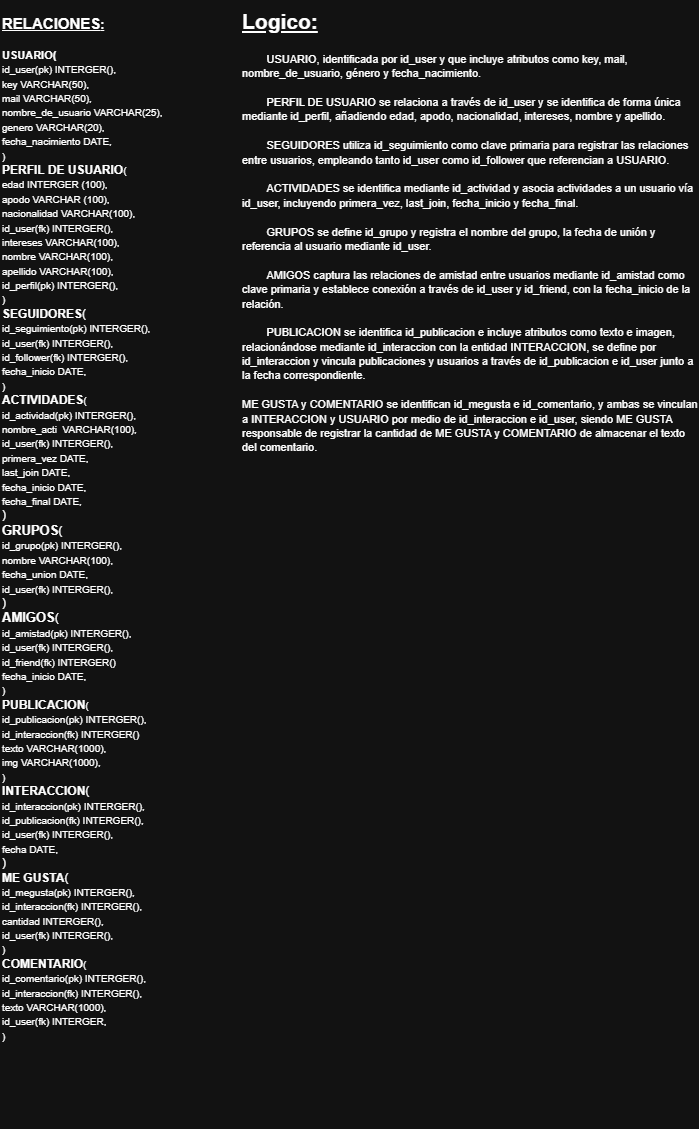 RELACIONES:
USUARIO(
id_user(pk) INTERGER(),
key VARCHAR(50),
mail VARCHAR(50),
nombre_de_usuario VARCHAR(25),
genero VARCHAR(20),
fecha_nacimiento DATE,
)
PERFIL DE USUARIO(
edad INTERGER (100),
apodo VARCHAR (100),
nacionalidad VARCHAR(100),
id_user(fk) INTERGER(),
intereses VARCHAR(100),
nombre VARCHAR(100),
apellido VARCHAR(100),
id_perfil(pk) INTERGER(),
)
SEGUIDORES(
id_seguimiento(pk) INTERGER(),
id_user(fk) INTERGER(),
id_follower(fk) INTERGER(),
fecha_inicio DATE,
)
ACTIVIDADES(
id_actividad(pk) INTERGER(),
nombre_acti  VARCHAR(100),
id_user(fk) INTERGER(),
primera_vez DATE,
last_join DATE,
fecha_inicio DATE,
fecha_final DATE,
)
GRUPOS(
id_grupo(pk) INTERGER(),
nombre VARCHAR(100),
fecha_union DATE,
id_user(fk) INTERGER(),
)
AMIGOS(
id_amistad(pk) INTERGER(),
id_user(fk) INTERGER(),
id_friend(fk) INTERGER()
fecha_inicio DATE,
)
PUBLICACION(
id_publicacion(pk) INTERGER(),
id_interaccion(fk) INTERGER()
texto VARCHAR(1000),
img VARCHAR(1000),
)
INTERACCION(
id_interaccion(pk) INTERGER(),
id_publicacion(fk) INTERGER(),
id_user(fk) INTERGER(),
fecha DATE,
)
ME GUSTA(
id_megusta(pk) INTERGER(),
id_interaccion(fk) INTERGER(),
cantidad INTERGER(),
id_user(fk) INTERGER(),
)
COMENTARIO(
id_comentario(pk) INTERGER(),
id_interaccion(fk) INTERGER(),
texto VARCHAR(1000),
id_user(fk) INTERGER,
)
Logico:
USUARIO, identificada por id_user y que incluye atributos como key, mail,
nombre_de_usuario, género y fecha_nacimiento.
PERFIL DE USUARIO se relaciona a través de id_user y se identifica de forma única
mediante id_perfil, añadiendo edad, apodo, nacionalidad, intereses, nombre y apellido.
SEGUIDORES utiliza id_seguimiento como clave primaria para registrar las relaciones
entre usuarios, empleando tanto id_user como id_follower que referencian a USUARIO.
ACTIVIDADES se identifica mediante id_actividad y asocia actividades a un usuario vía
id_user, incluyendo primera_vez, last_join, fecha_inicio y fecha_final.
GRUPOS se define id_grupo y registra el nombre del grupo, la fecha de unión y
referencia al usuario mediante id_user.
AMIGOS captura las relaciones de amistad entre usuarios mediante id_amistad como
clave primaria y establece conexión a través de id_user y id_friend, con la fecha_inicio de la
relación.
PUBLICACION se identifica id_publicacion e incluye atributos como texto e imagen,
relacionándose mediante id_interaccion con la entidad INTERACCION, se define por
id_interaccion y vincula publicaciones y usuarios a través de id_publicacion e id_user junto a
la fecha correspondiente.
ME GUSTA y COMENTARIO se identifican id_megusta e id_comentario, y ambas se vinculan
a INTERACCION y USUARIO por medio de id_interaccion e id_user, siendo ME GUSTA
responsable de registrar la cantidad de ME GUSTA y COMENTARIO de almacenar el texto
del comentario.